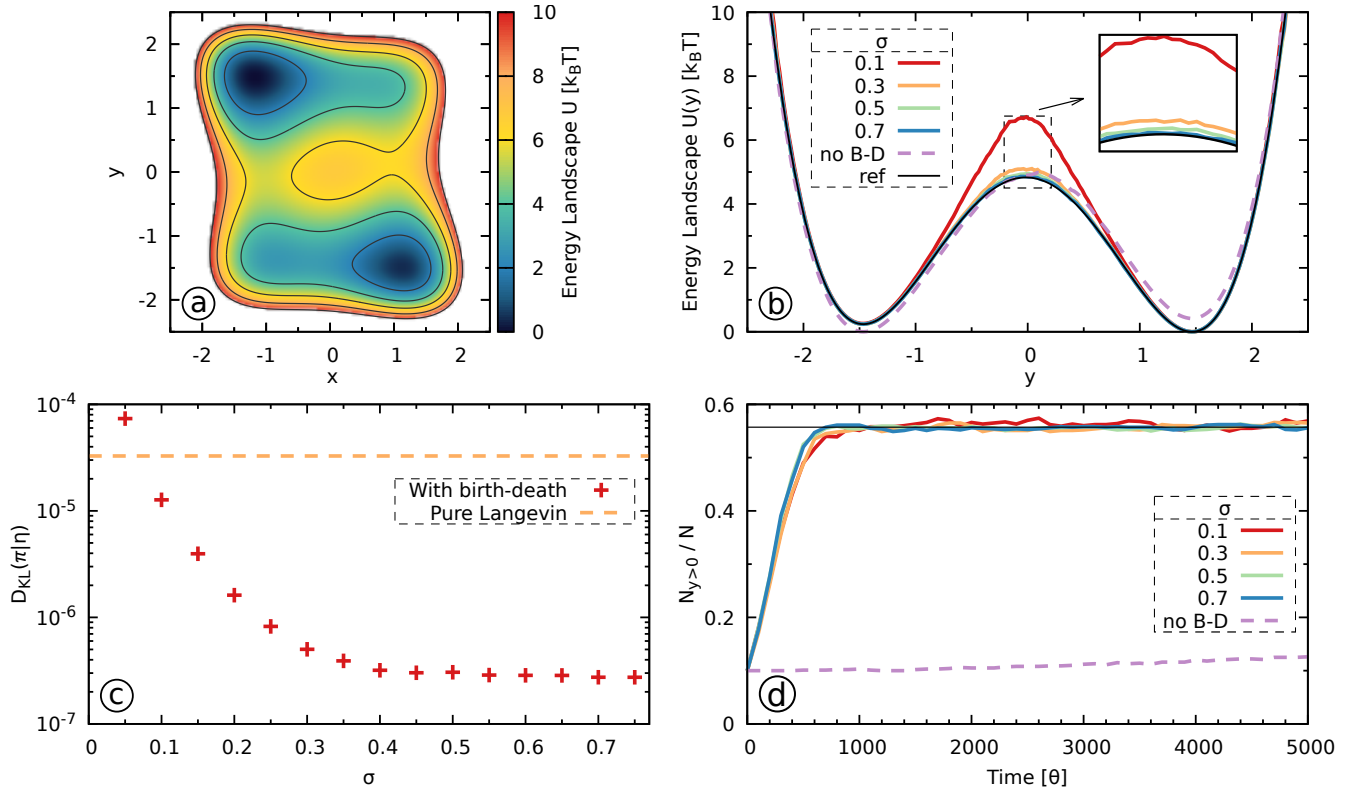 2
1
0
-1
-2
y
-2
-1
0
1
2
x
a
10
8
6
4
2
0
Energy Landscape U [k_BT]
10
8
6
4
2
0
Energy Landscape U(y) [k_BT]
σ
0.1
0.3
0.5
0.7
no B-D
ref
b
-2
-1
0
1
2
y
10^-4
10^-5
10^-6
10^-7
D_KL(π|η)
With birth-death
Pure Langevin
c
0
0.1
0.2
0.3
0.4
0.5
0.6
0.7
σ
0.6
0.4
0.2
0
N_y>0 / N
σ
0.1
0.3
0.5
0.7
no B-D
d
0
1000
2000
3000
4000
5000
Time [θ]